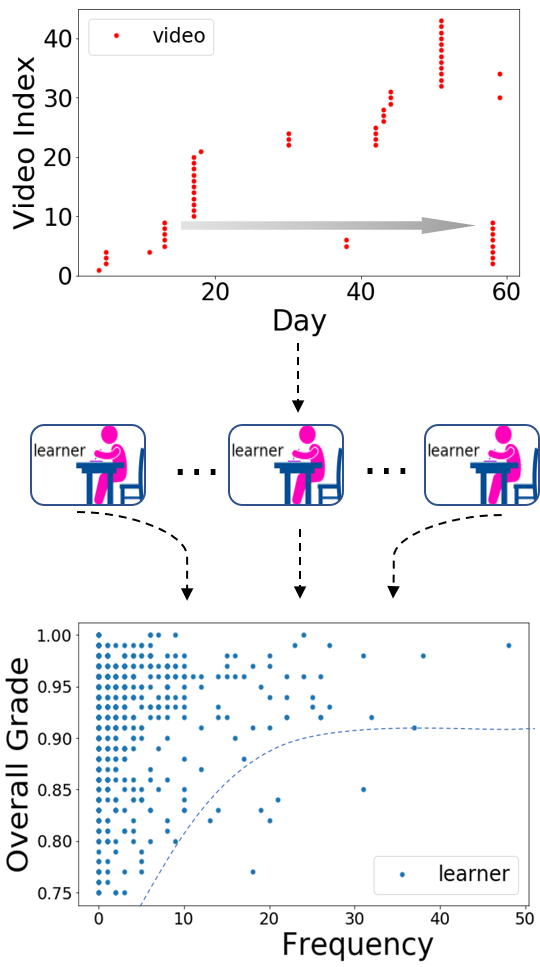 Video Index
40
30
20
10
0
video
20 40 60
Day
learner
learner
learner
Overall Grade
1.00
0.95
0.90
0.85
0.80
0.75
learner
0 10 20 30 40 50
Frequency